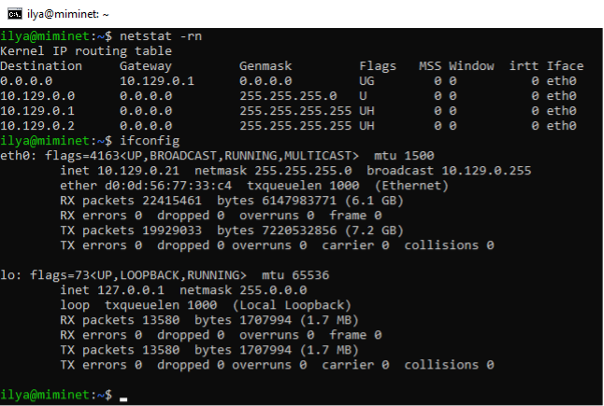 ilya@miminet: ~
ilya@miminet:~$ netstat -rn
Kernel IP routing table
Destination     Gateway         Genmask         Flags   MSS Window  irtt Iface
0.0.0.0         10.129.0.1      0.0.0.0         UG        0 0          0 eth0
10.129.0.0      0.0.0.0         255.255.255.0   U         0 0          0 eth0
10.129.0.1      0.0.0.0         255.255.255.255 UH        0 0          0 eth0
10.129.0.2      0.0.0.0         255.255.255.255 UH        0 0          0 eth0
ilya@miminet:~$ ifconfig
eth0: flags=4163<UP,BROADCAST,RUNNING,MULTICAST>  mtu 1500
        inet 10.129.0.21  netmask 255.255.255.0  broadcast 10.129.0.255
        ether d0:0d:56:77:33:c4  txqueuelen 1000  (Ethernet)
        RX packets 22415461  bytes 6147983771 (6.1 GB)
        RX errors 0  dropped 0  overruns 0  frame 0
        TX packets 19929033  bytes 7220532856 (7.2 GB)
        TX errors 0  dropped 0 overruns 0  carrier 0  collisions 0
lo: flags=73<UP,LOOPBACK,RUNNING>  mtu 65536
        inet 127.0.0.1  netmask 255.0.0.0
        loop  txqueuelen 1000  (Local Loopback)
        RX packets 13580  bytes 1707994 (1.7 MB)
        RX errors 0  dropped 0  overruns 0  frame 0
        TX packets 13580  bytes 1707994 (1.7 MB)
        TX errors 0  dropped 0 overruns 0  carrier 0  collisions 0
ilya@miminet:~$